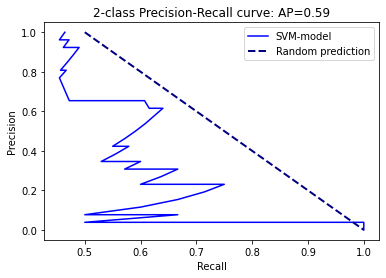 2-class Precision-Recall curve: AP=0.59
SVM-model
Random prediction
Precision
1.0
0.8
0.6
0.4
0.2
0.0
0.5 0.6 0.7 0.8 0.9 1.0
Recall